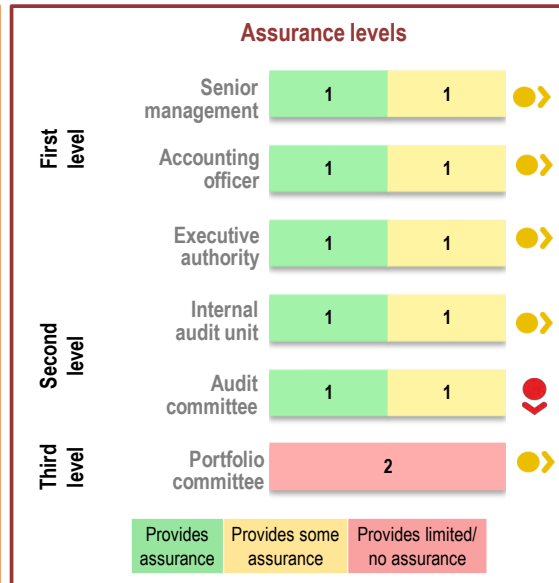 Assurance levels
First
level
Senior
management
1 1
Accounting
officer
1 1
Executive
authority
1 1
Second
level
Internal
audit unit
1 1
Audit
committee
1 1
Third
level
Portfolio
committee
2
Provides
assurance
Provides some
assurance
Provides limited/
no assurance